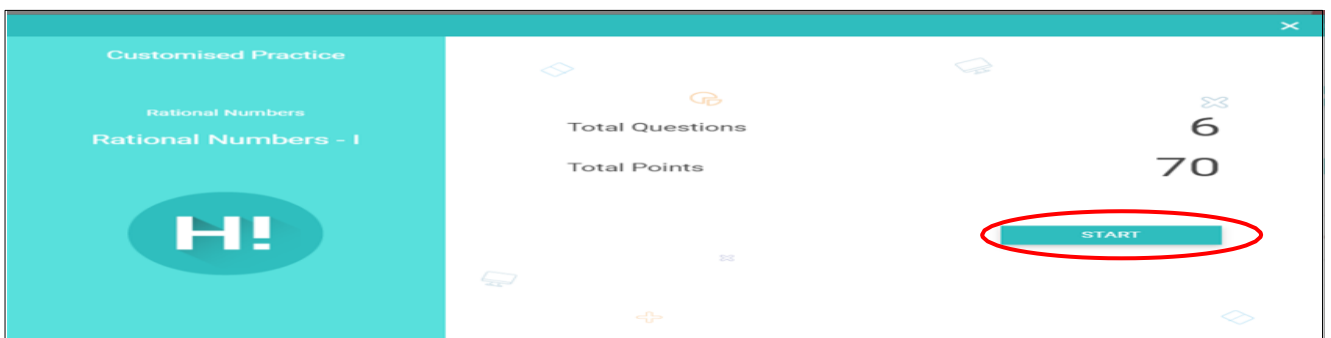 Customised Practice
Rational Numbers
Rational Numbers - I
H!
Total Questions 6
Total Points 70
START